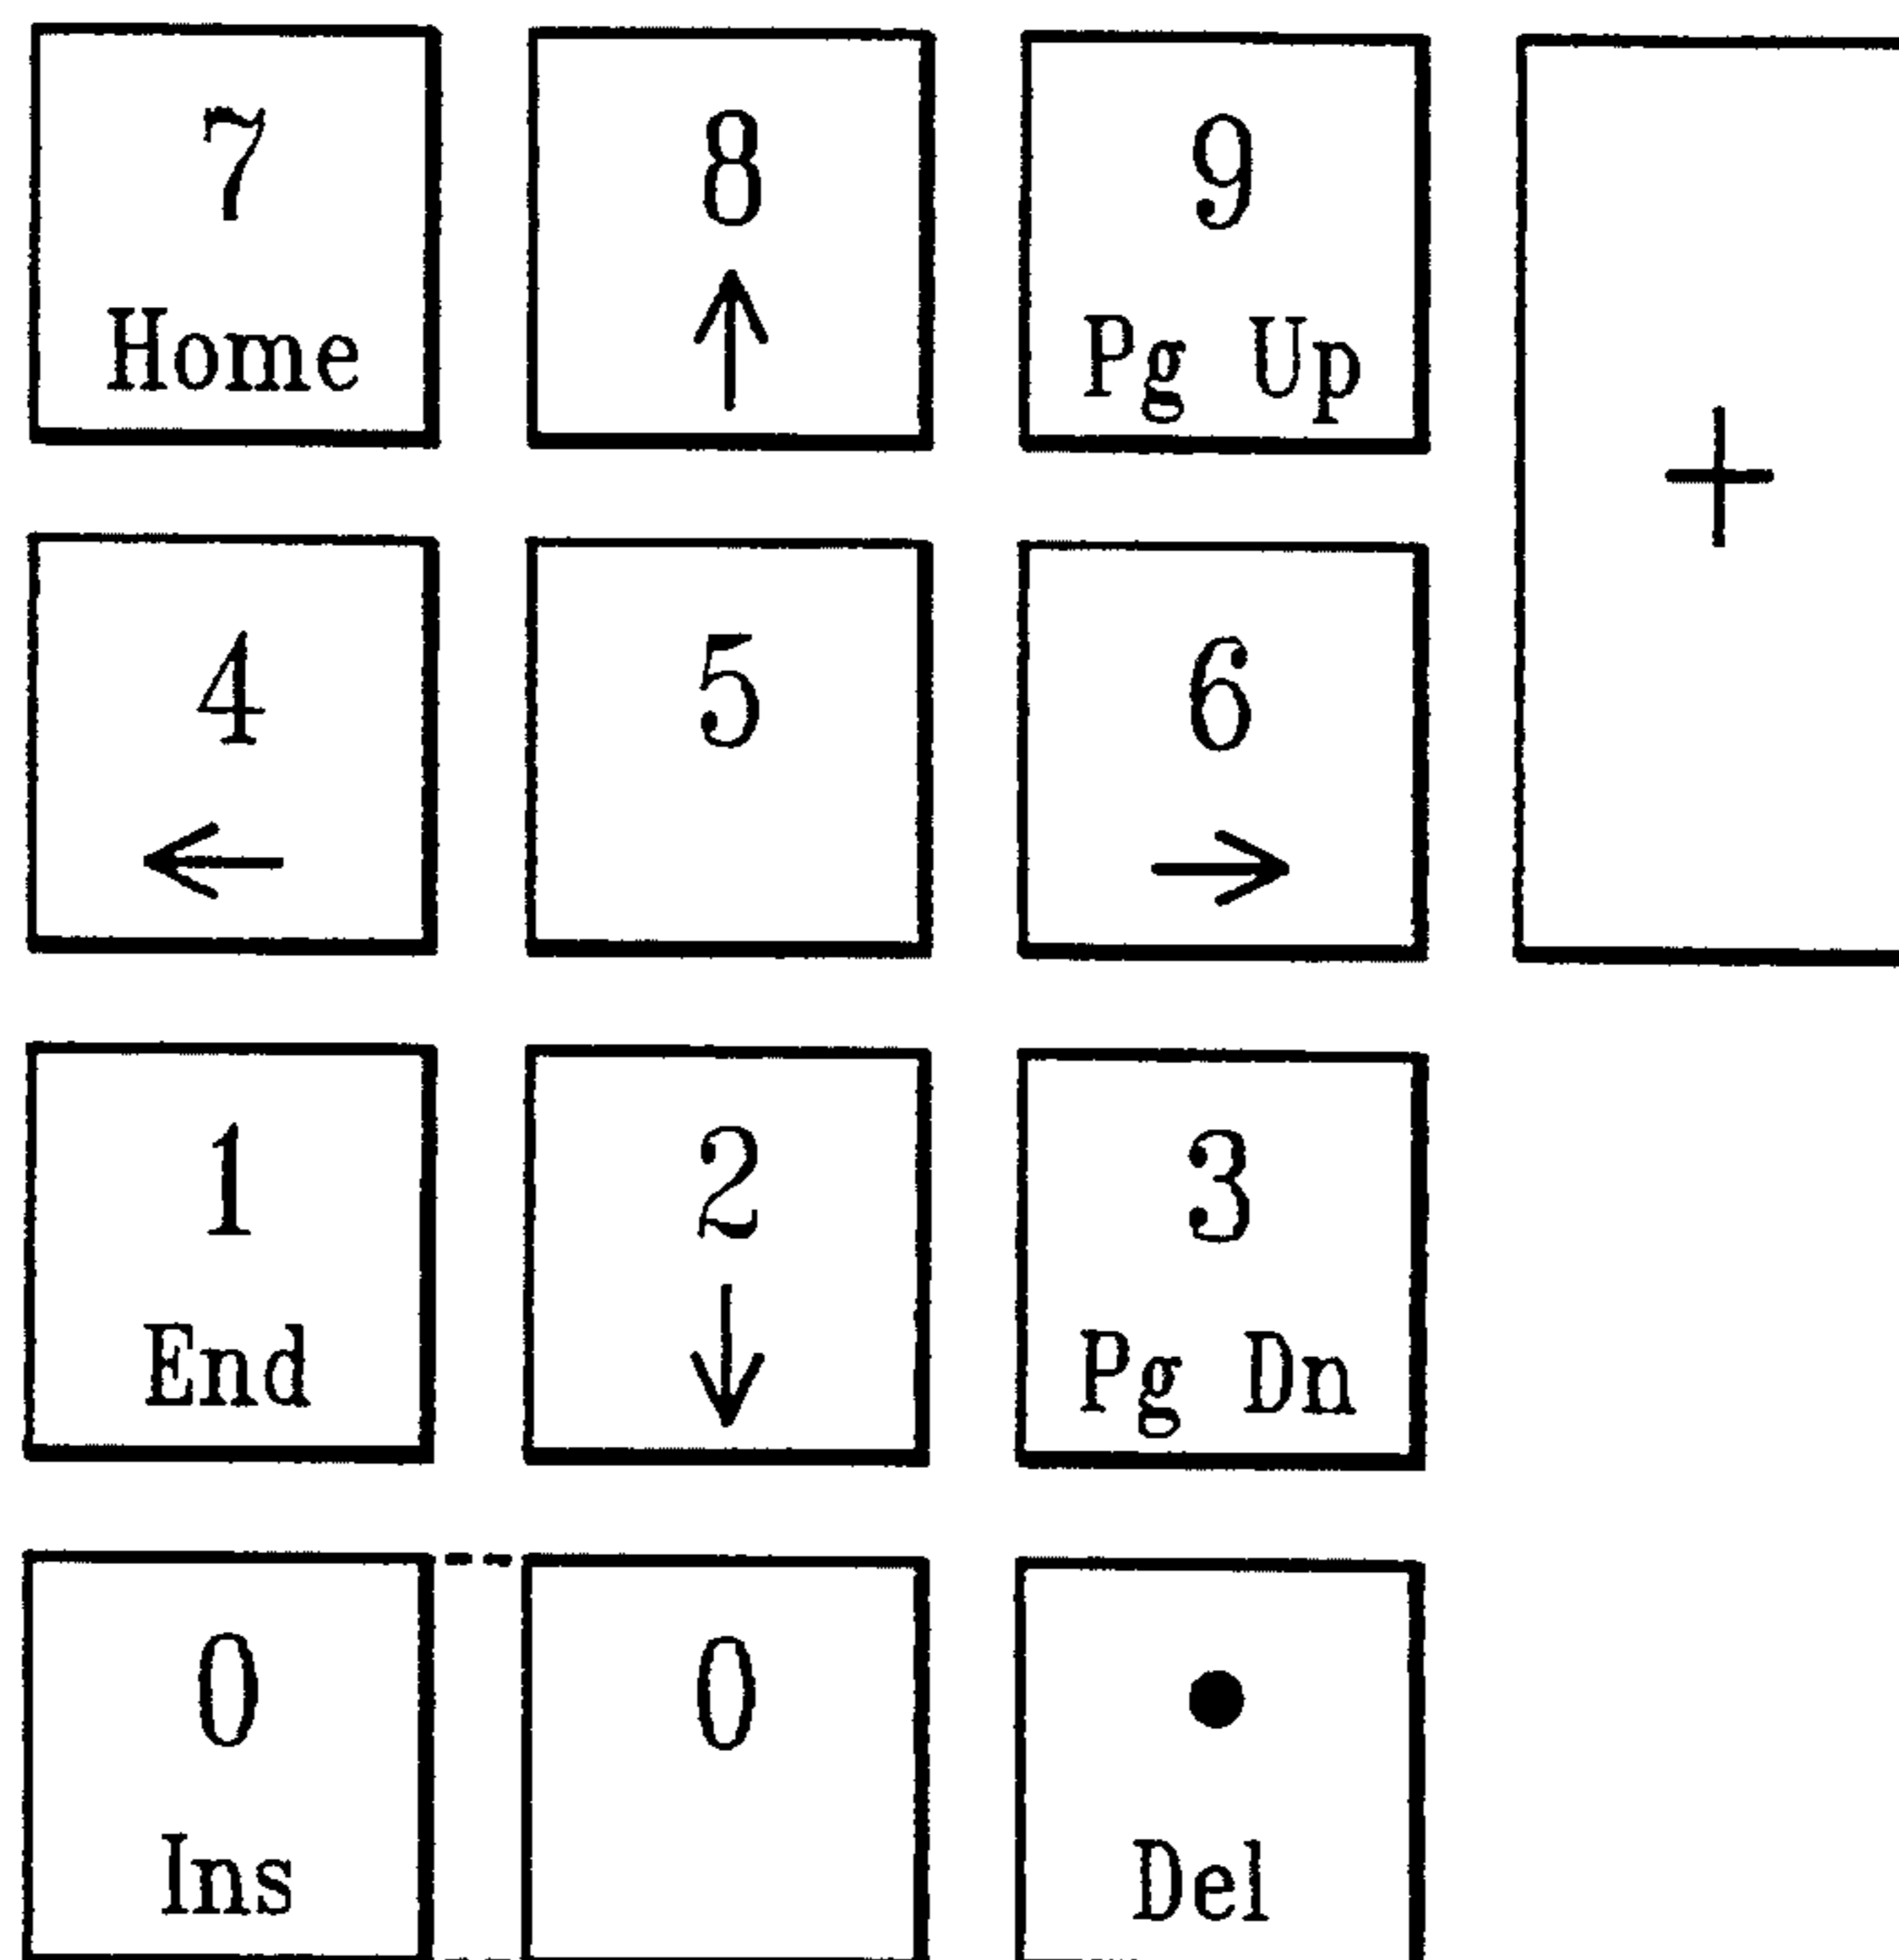 7 8 9
Home ↑ Pg Up
+
4 5 6
← →
1 2 3
End ↓ Pg Dn
0 0 •
Ins Del